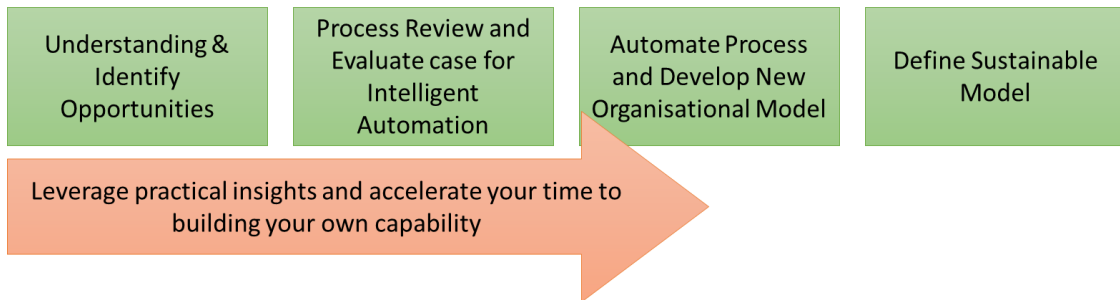 Understanding &
Identify
Opportunities
Process Review and
Evaluate case for
Intelligent
Automation
Automate Process
and Develop New
Organisational Model
Define Sustainable
Model
Leverage practical insights and accelerate your time to
building your own capability